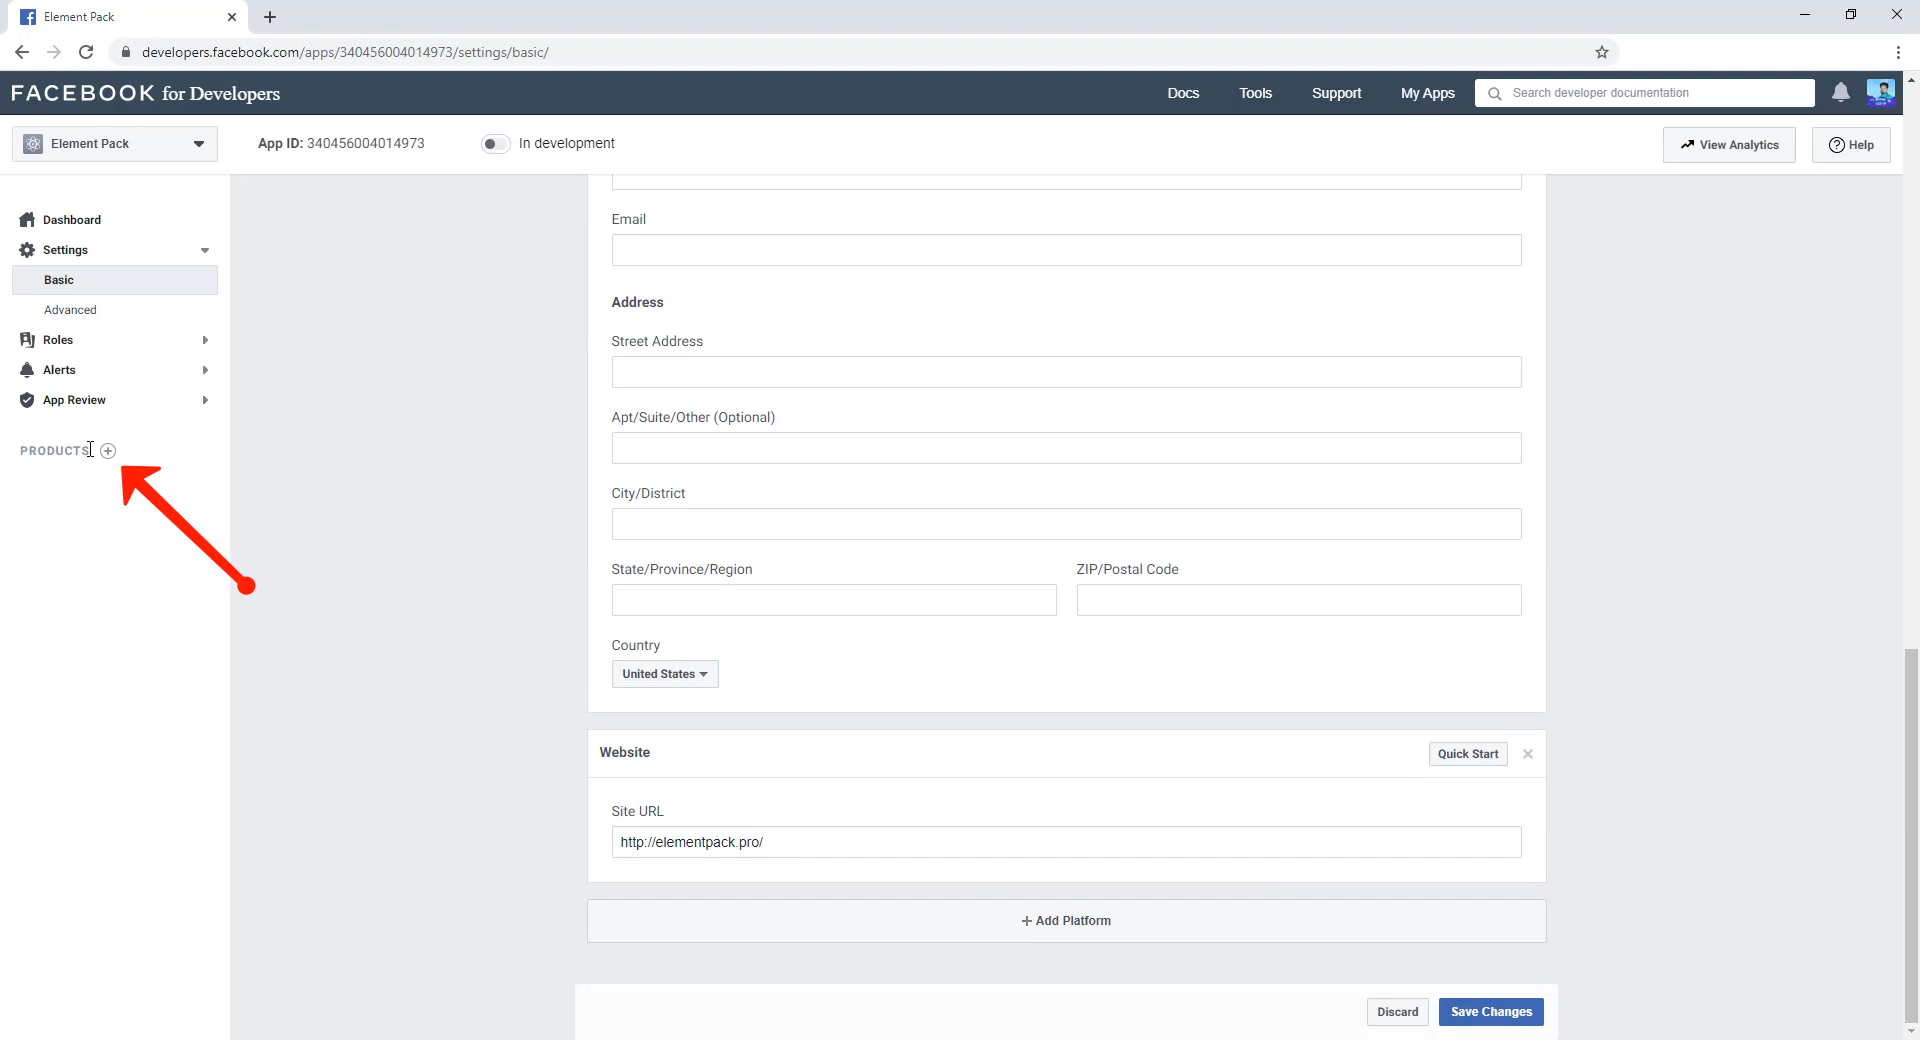 Element Pack
developers.facebook.com/apps/340456004014973/settings/basic/
FACEBOOK for Developers
Docs
Tools
Support
My Apps
Search developer documentation
Element Pack
App ID: 340456004014973
In development
View Analytics
Help
Dashboard
Settings
Basic
Advanced
Roles
Alerts
App Review
PRODUCTS
Email
Address
Street Address
Apt/Suite/Other (Optional)
City/District
State/Province/Region
ZIP/Postal Code
Country
United States
Website
Quick Start
Site URL
http://elementpack.pro/
+ Add Platform
Discard
Save Changes